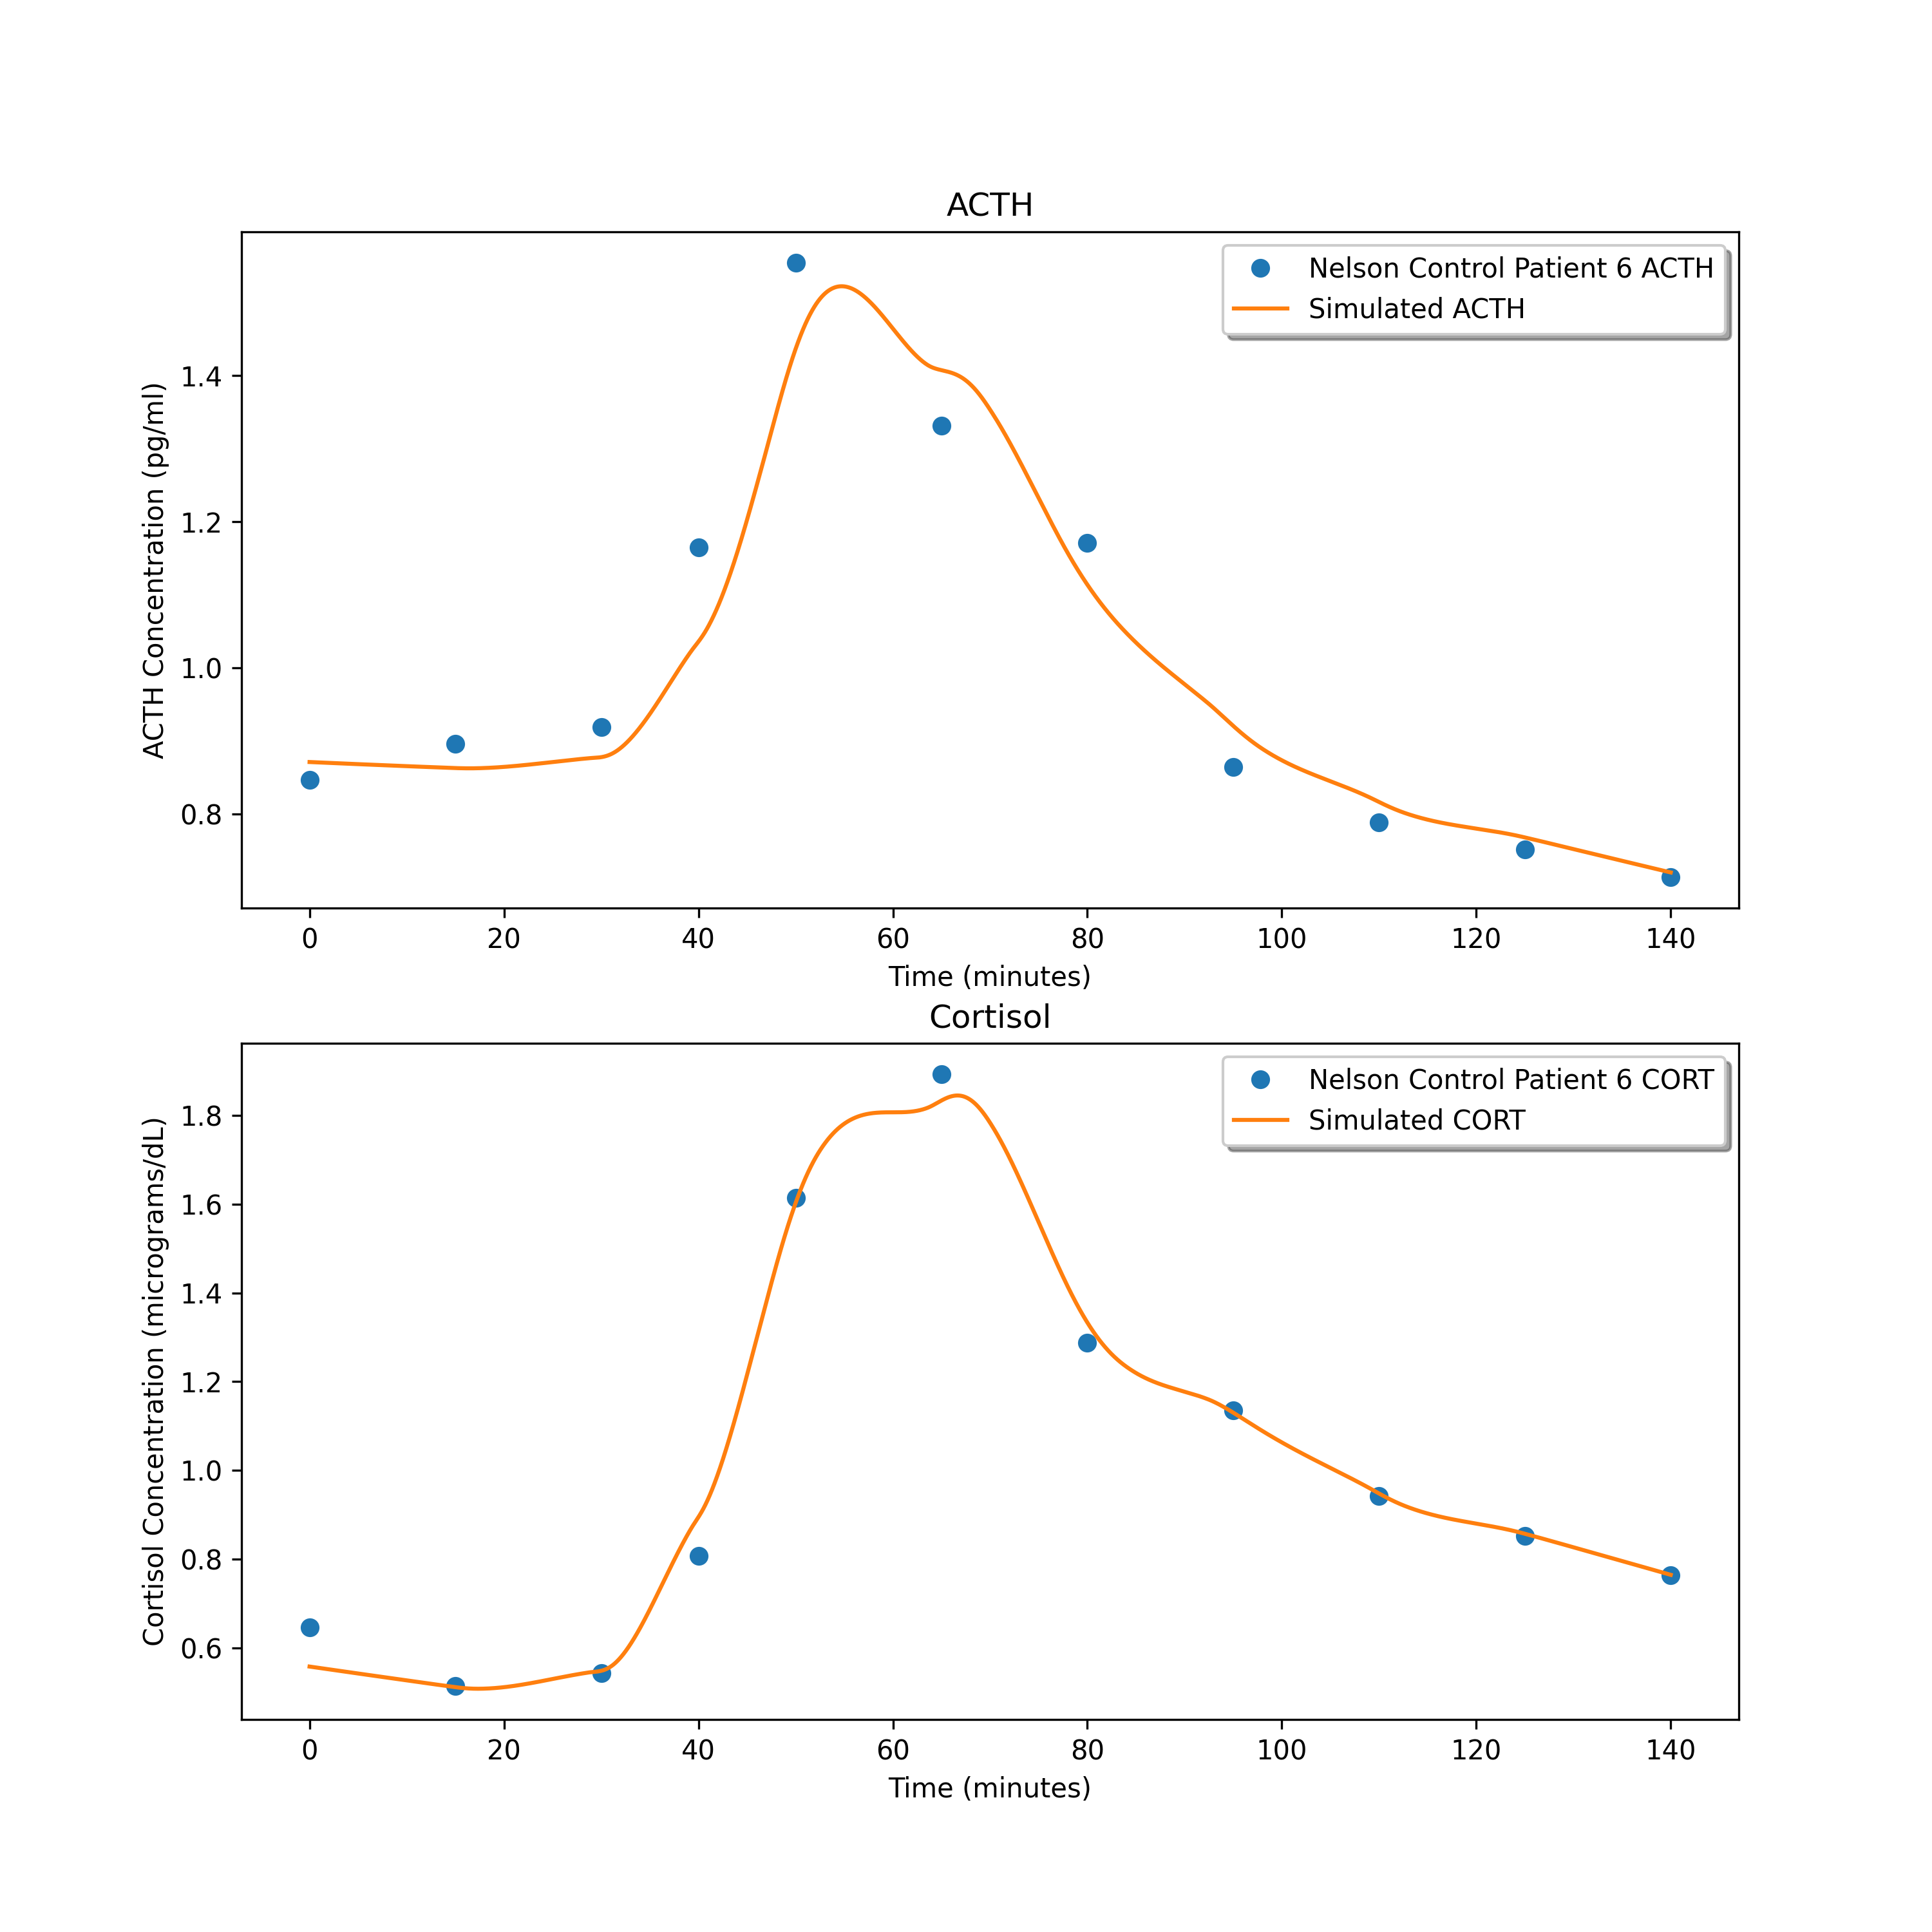 ACTH
Nelson Control Patient 6 ACTH
Simulated ACTH
ACTH Concentration (pg/ml)
1.4
1.2
1.0
0.8
0 20 40 60 80 100 120 140
Time (minutes)
Cortisol
Nelson Control Patient 6 CORT
Simulated CORT
Cortisol Concentration (micrograms/dL)
1.8
1.6
1.4
1.2
1.0
0.8
0.6
0 20 40 60 80 100 120 140
Time (minutes)